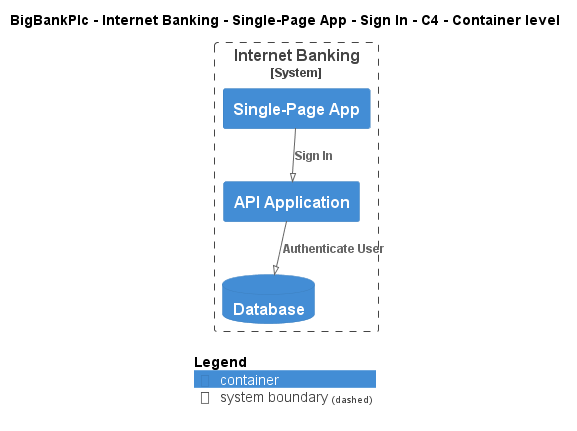 BigBankPlc - Internet Banking - Single-Page App - Sign In - C4 - Container level
Internet Banking
[System]
Single-Page App
Sign In
API Application
Authenticate User
Database
Legend
container
system boundary (dashed)